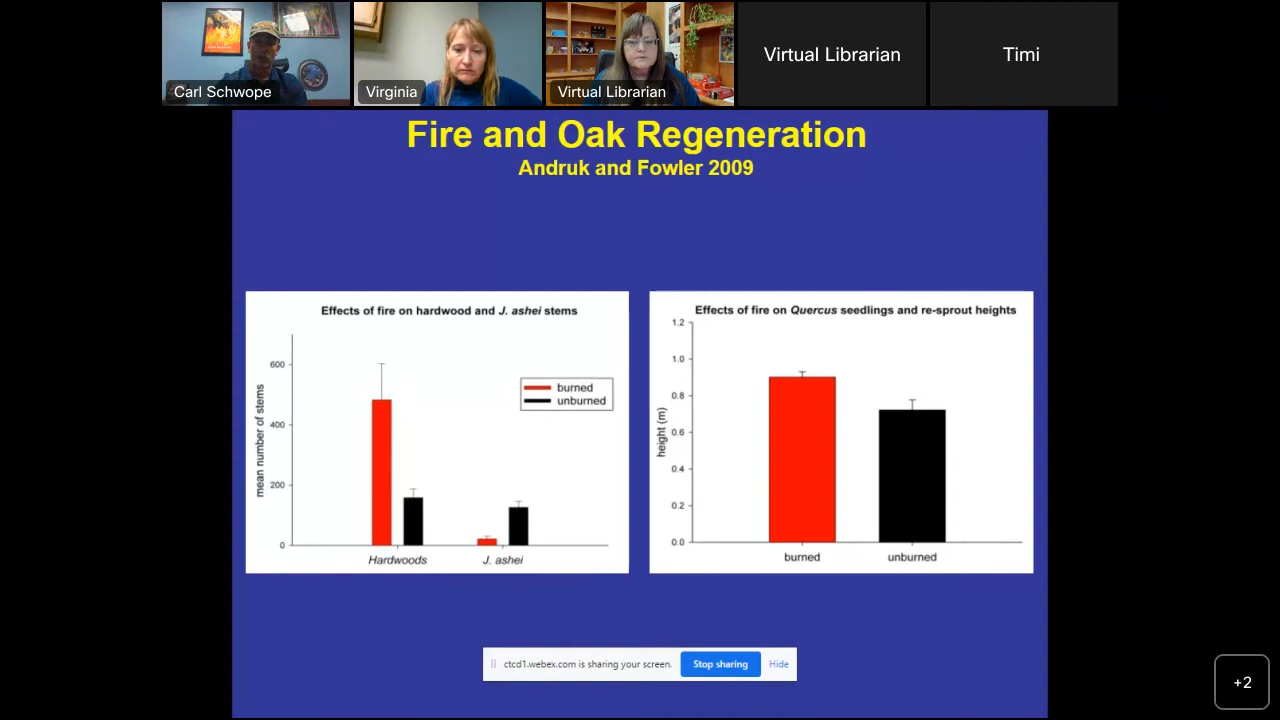 Carl Schwope
Virginia
Virtual Librarian
Virtual Librarian
Timi
Fire and Oak Regeneration
Andruk and Fowler 2009
Effects of fire on hardwood and J. ashei stems
mean number of stems
600
400
200
0
burned
unburned
Hardwoods
J. ashei
Effects of fire on Quercus seedlings and re-sprout heights
height (m)
1.2
1.0
0.8
0.6
0.4
0.2
0.0
burned
unburned
ctcd1.webex.com is sharing your screen.
Stop sharing
Hide
+2